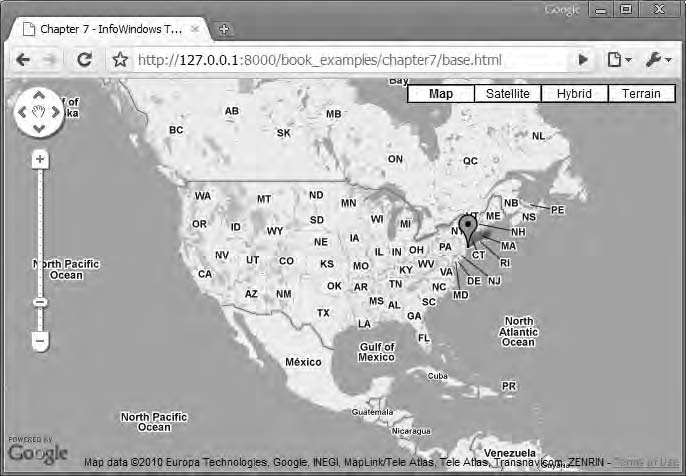 Google
Chapter 7 - InfoWindows T...
http://127.0.0.1:8000/book_examples/chapter7/base.html
Map Satellite Hybrid Terrain
Bay
AB
MB
BC
SK
NL
ON
QC
NB
PE
NS
WA
MT
ND
MN
ME
OR
ID
SD
WI
MI
NH
WY
IA
MA
NE
PA
CT
NV
UT
CO
IL IN OH
RI
North Pacific
Ocean
KS
MO
WV
KY
VA
DE NJ
CA
MD
OK AR
TN
NC
AZ NM
MS AL
SC
GA
TX
LA
FL
North
Atlantic
Ocean
Gulf of
Mexico
México
Cuba
PR
Guatemala
Nicaragua
North Pacific
Ocean
Venezuela
POWERED BY
Google
Map data ©2010 Europa Technologies, Google, INEGI, MapLink/Tele Atlas, Tele Atlas, Transnavicom, ZENRIN - Terms of Use